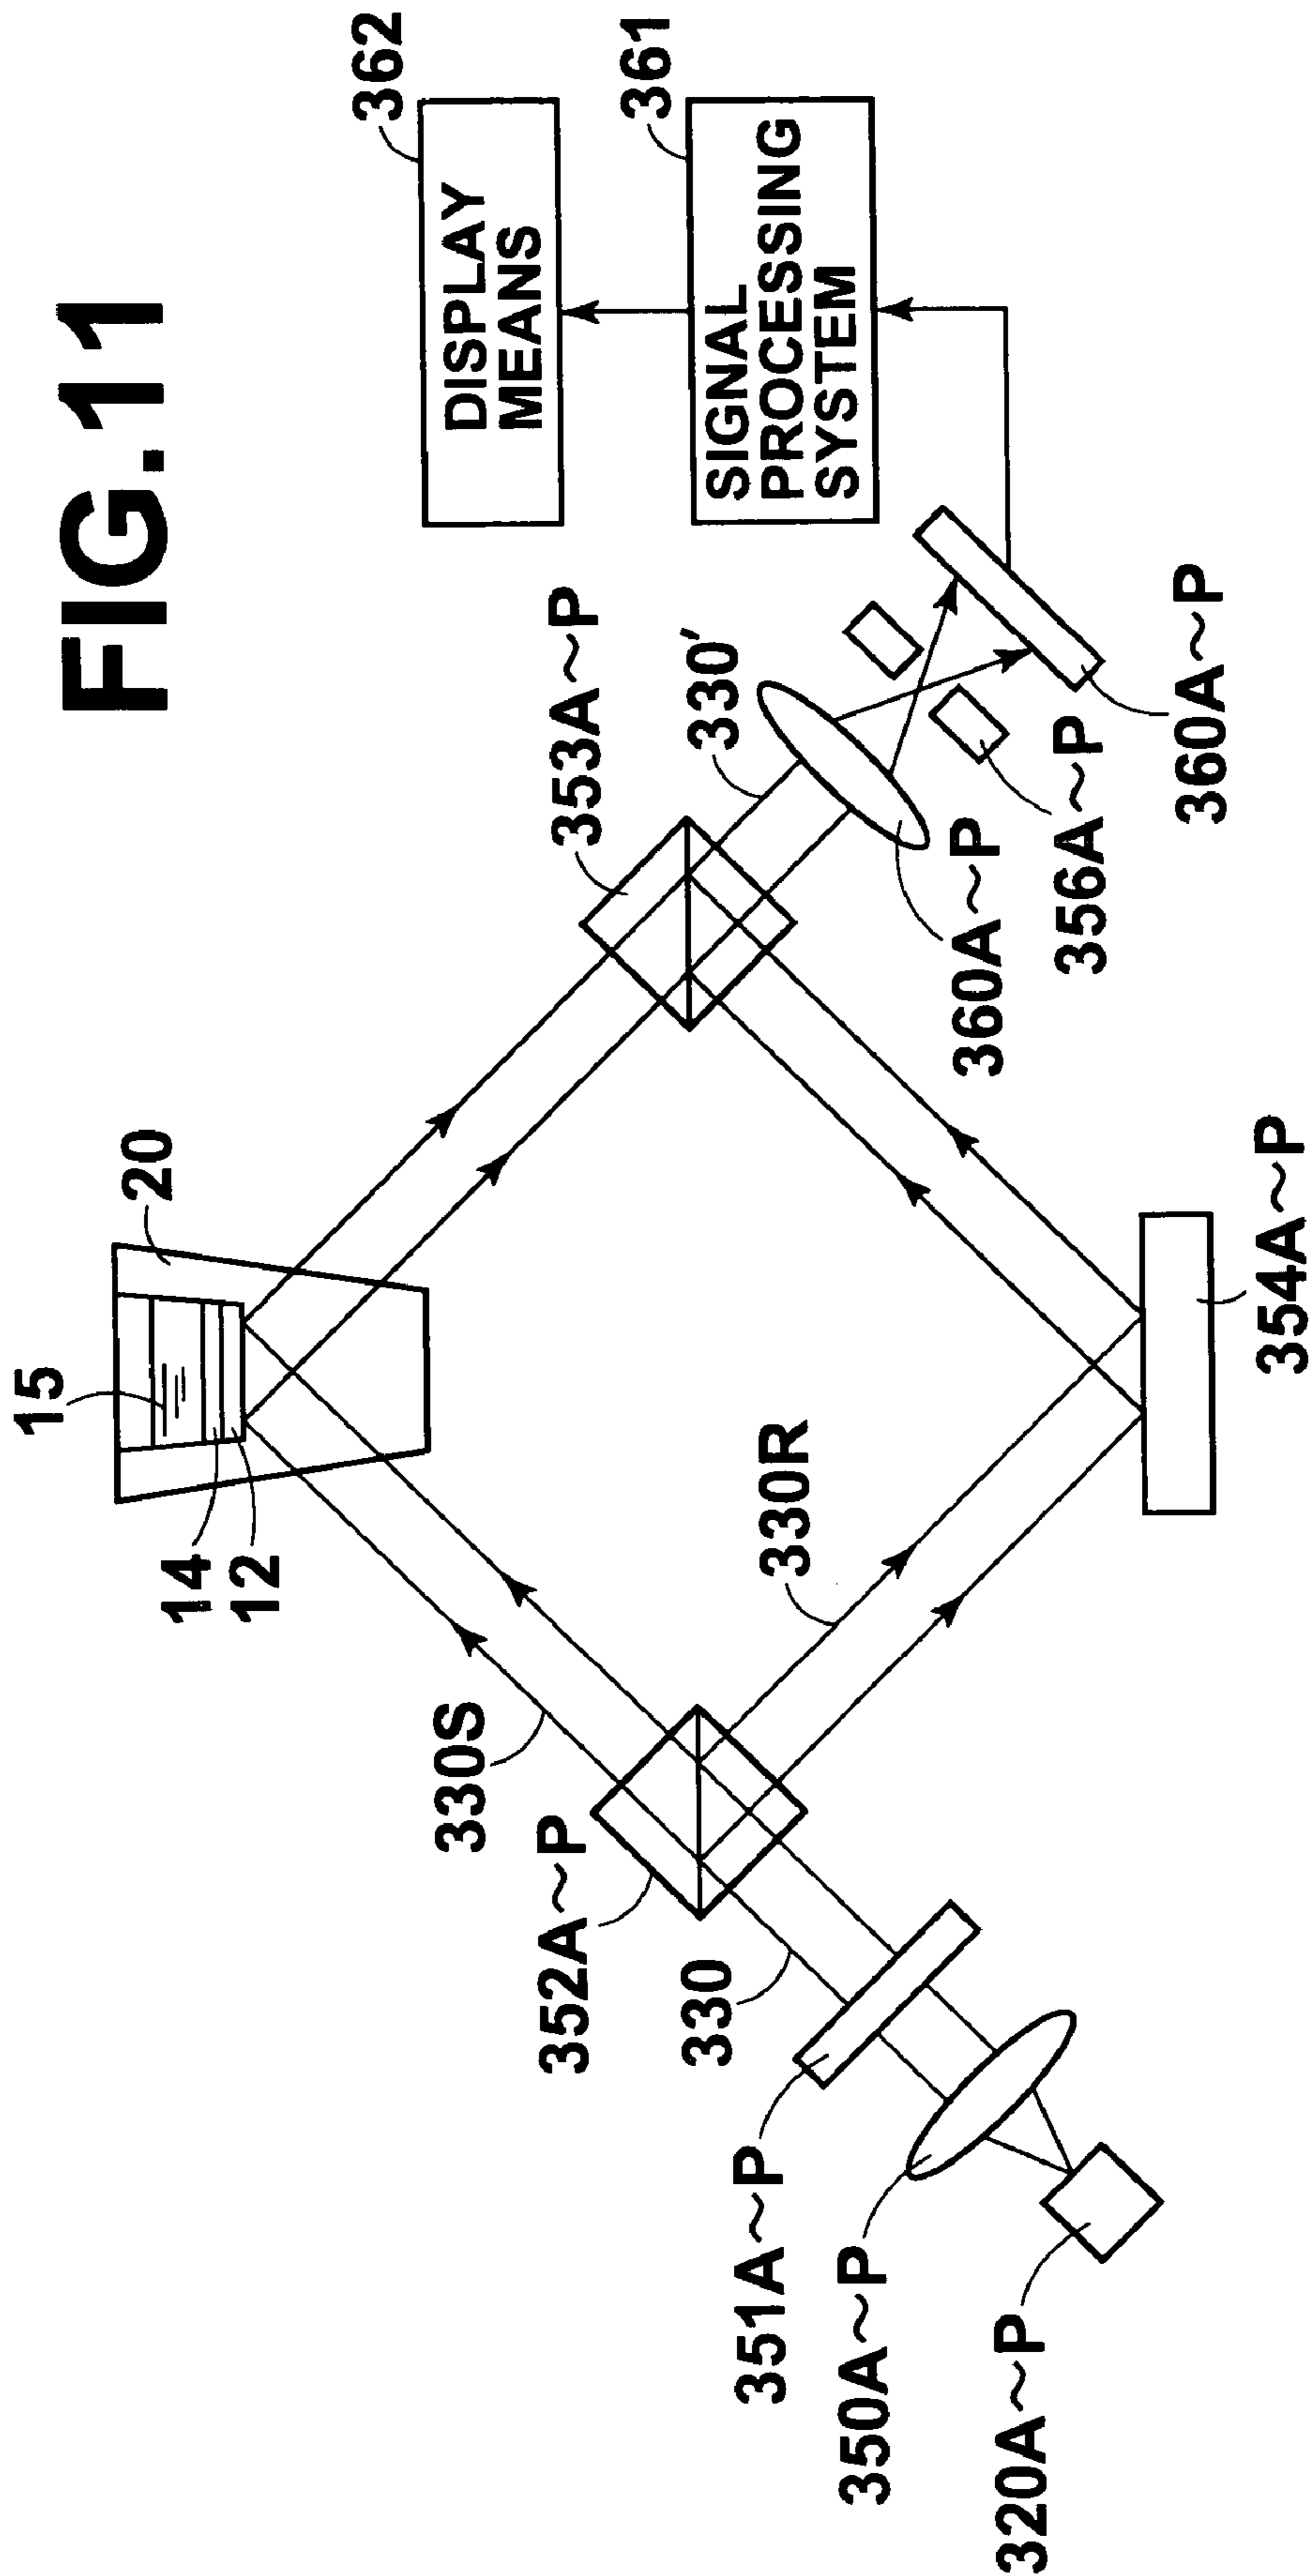 FIG.11
15
20
14
12
330S
352A~P
330
351A~P
350A~P
320A~P
330R
354A~P
353A~P
330'
360A~P
356A~P
360A~P
DISPLAY
MEANS
362
SIGNAL
PROCESSING
SYSTEM
361